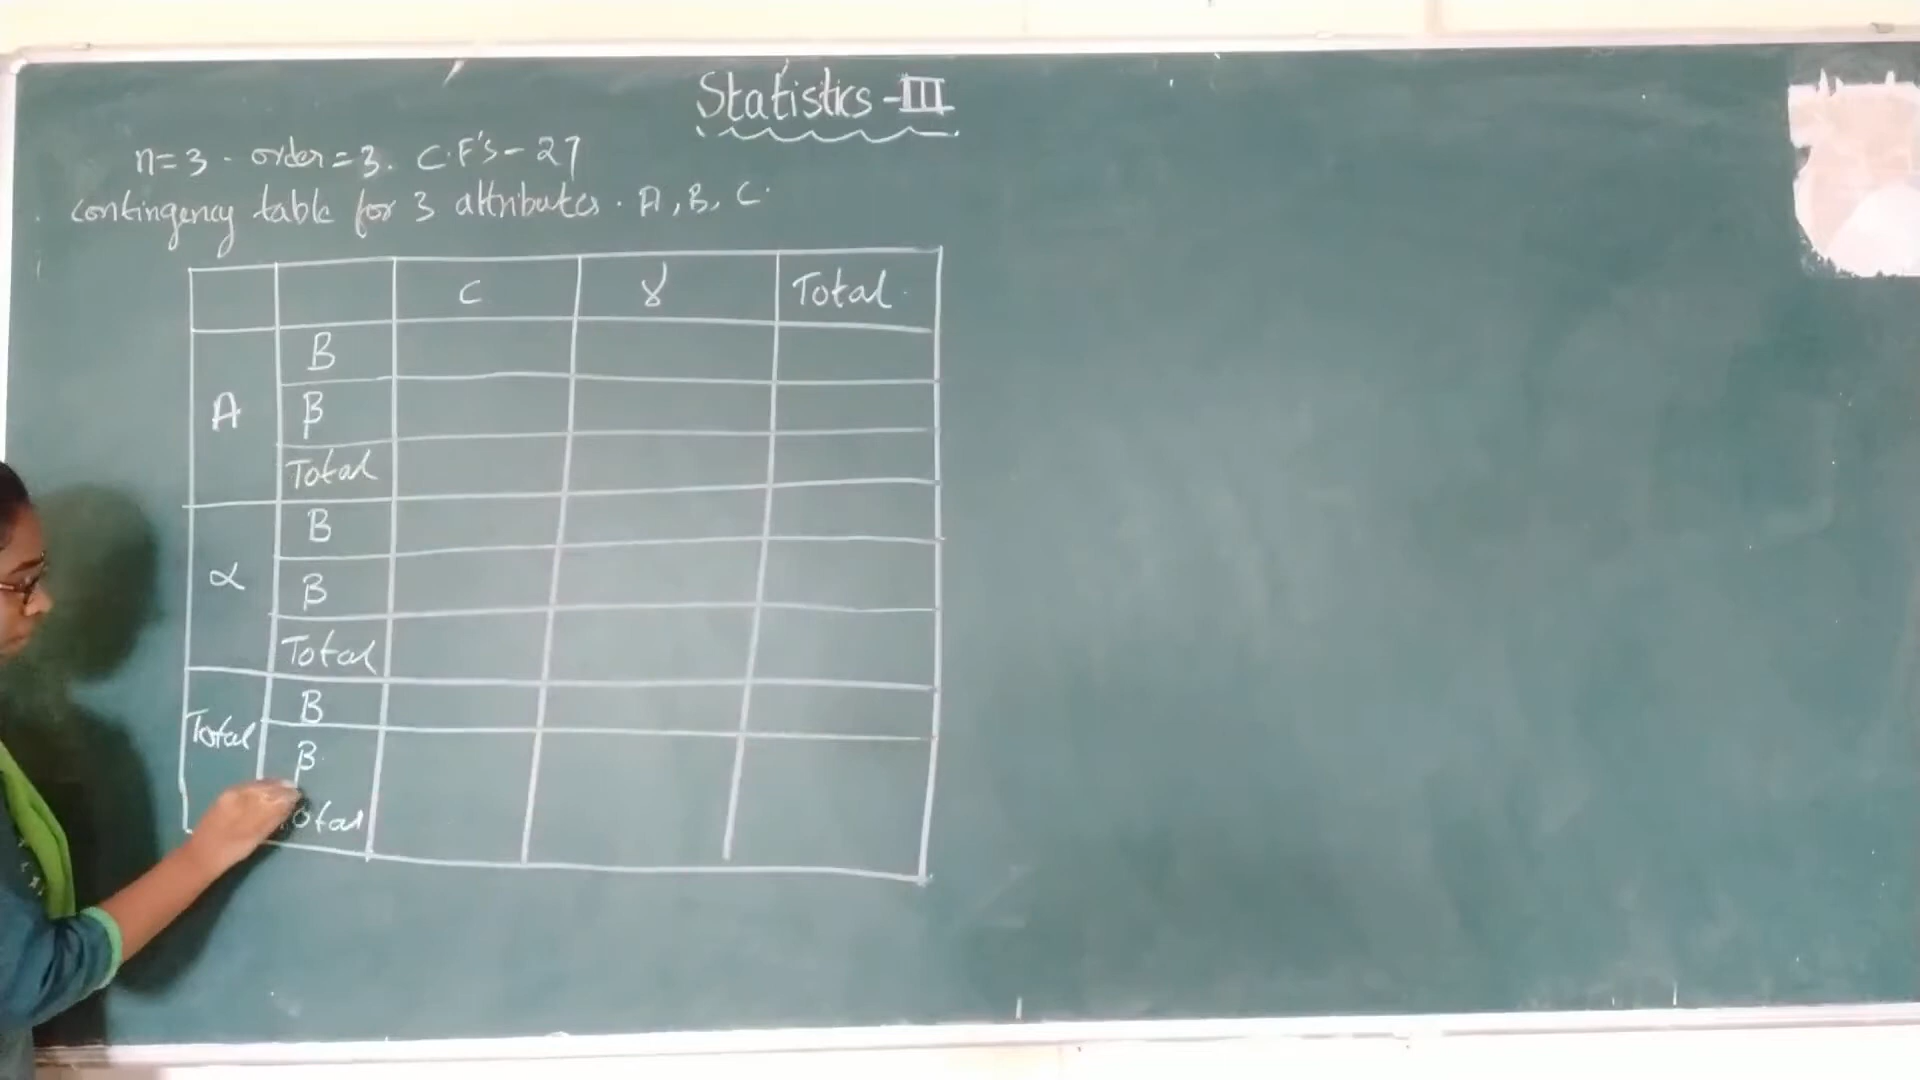 Statistics-III
n=3 - order=3. C.F's-27
contingency table for 3 attributes. A, B, C.
C γ Total.
A B
β
Total
α B
β
Total
Total B
β
Total